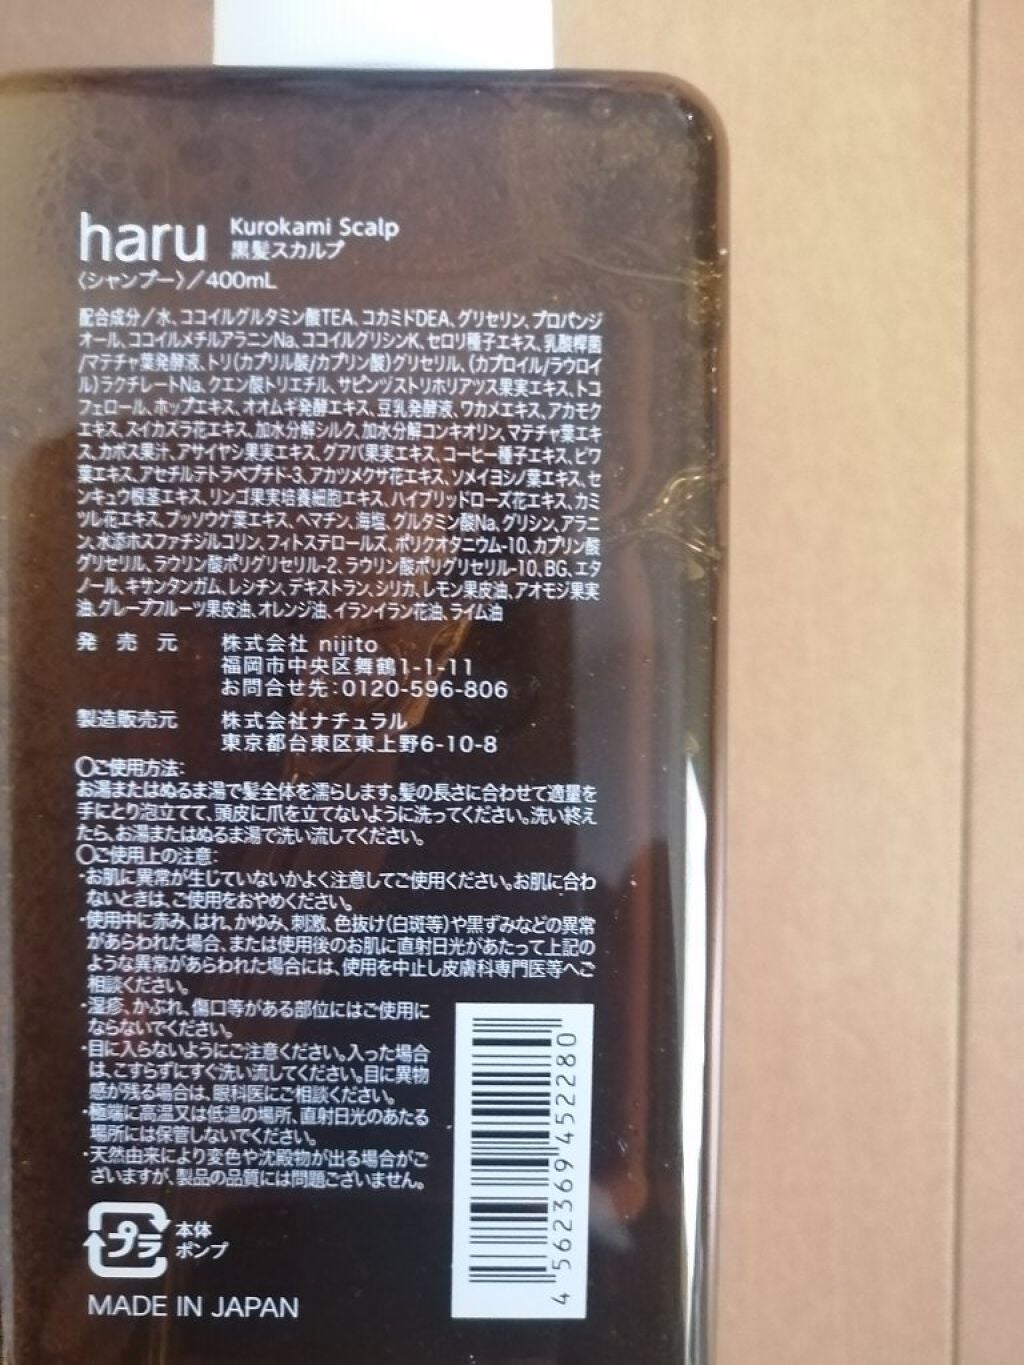 haru Kurokami Scalp
黒髪スカルプ
〈シャンプー〉／400mL
配合成分／水、ココイルグルタミン酸TEA、コカミドDEA、グリセリン、プロパンジ
オール、ココイルメチルアラニンNa、ココイルグリシンK、セロリ種子エキス、乳酸桿菌
/マテチャ葉発酵液、トリ(カプリル酸/カプリン酸)グリセリル、(カプロイル/ラウロイ
ル)ラクチレートNa、クエン酸トリエチル、サピンヅストリホリアツス果実エキス、トコ
フェロール、ホップエキス、オオムギ発酵エキス、豆乳発酵液、ワカメエキス、アカモク
エキス、スイカズラ花エキス、加水分解シルク、加水分解コンキオリン、マテチャ葉エキ
ス、カボス果汁、アサイヤシ果実エキス、グアバ果実エキス、コーヒー種子エキス、ビワ
葉エキス、アセチルテトラペプチド-3、アカツメクサ花エキス、ソメイヨシノ葉エキス、セ
ンキュウ根茎エキス、リンゴ果実培養細胞エキス、ハイブリッドローズ花エキス、カミ
ツレ花エキス、ブッソウゲ葉エキス、ヘマチン、海塩、グルタミン酸Na、グリシン、アラニ
ン、水添ホスファチジルコリン、フィトステロールズ、ポリクオタニウム-10、カプリン酸
グリセリル、ラウリン酸ポリグリセリル-2、ラウリン酸ポリグリセリル-10、BG、エタ
ノール、キサンタンガム、レシチン、デキストラン、シリカ、レモン果皮油、アオモジ果実
油、グレープフルーツ果皮油、オレンジ油、イランイラン花油、ライム油
発売元 株式会社 nijito
福岡市中央区舞鶴1-1-11
お問合せ先：0120-596-806
製造販売元 株式会社ナチュラル
東京都台東区東上野6-10-8
〇ご使用方法：
お湯またはぬるま湯で髪全体を濡らします。髪の長さに合わせて適量を
手にとり泡立てて、頭皮に爪を立てないように洗ってください。洗い終え
たら、お湯またはぬるま湯で洗い流してください。
〇ご使用上の注意：
・お肌に異常が生じていないかよく注意してご使用ください。お肌に合わ
ないときは、ご使用をおやめください。
・使用中に赤み、はれ、かゆみ、刺激、色抜け(白斑等)や黒ずみなどの異常
があらわれた場合、または使用後のお肌に直射日光があたって上記の
ような異常があらわれた場合には、使用を中止し皮膚科専門医等へご
相談ください。
・湿疹、かぶれ、傷口等がある部位にはご使用に
ならないでください。
・目に入らないようにご注意ください。入った場合
は、こすらずにすぐ洗い流してください。目に異物
感が残る場合は、眼科医にご相談ください。
・極端に高温又は低温の場所、直射日光のあたる
場所には保管しないでください。
・天然由来により変色や沈殿物が出る場合がご
ざいますが、製品の品質には問題ございません。
4 562369 452280
プラ 本体
ポンプ
MADE IN JAPAN